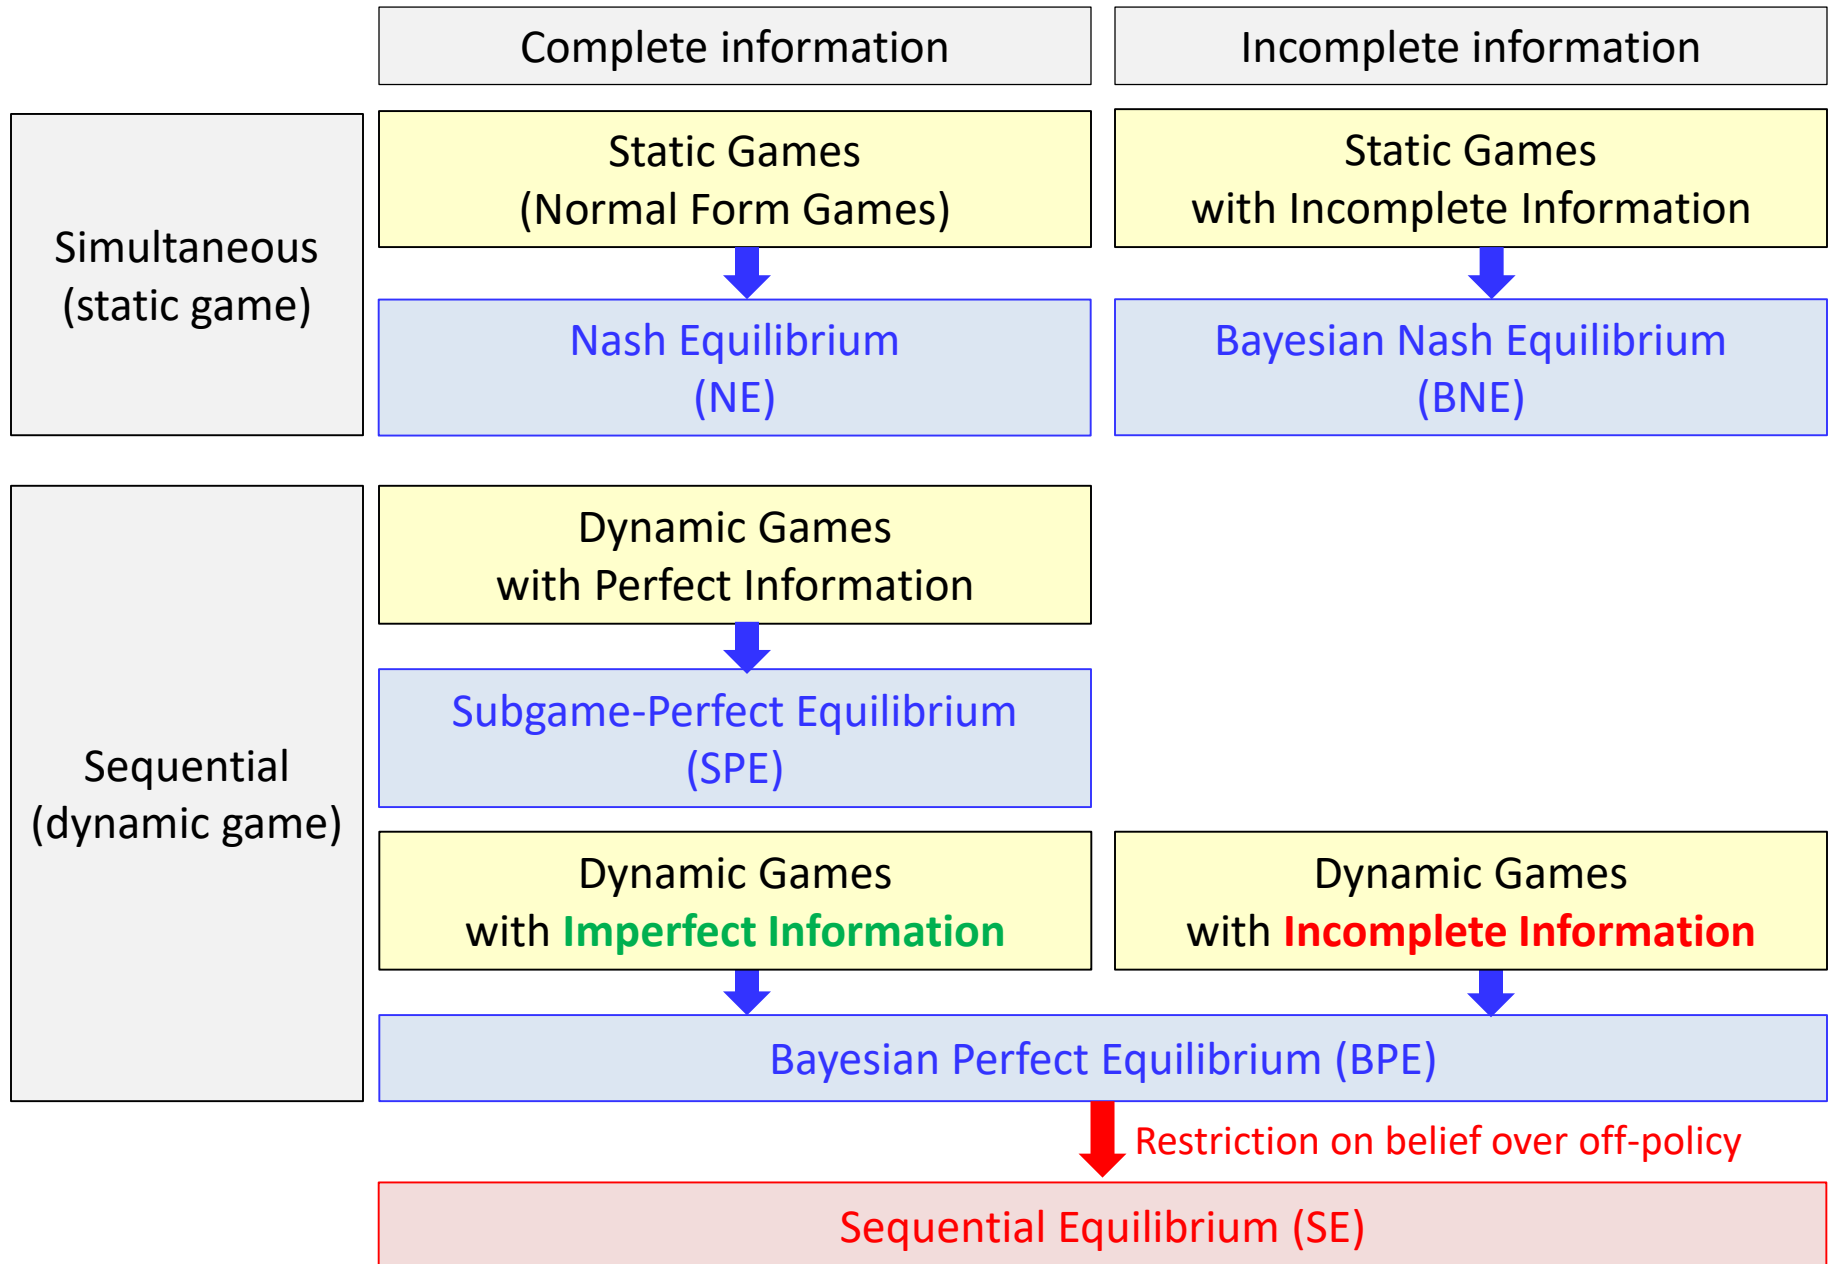 Complete information
Incomplete information
Simultaneous
(static game)
Static Games
(Normal Form Games)
Static Games
with Incomplete Information
Nash Equilibrium
(NE)
Bayesian Nash Equilibrium
(BNE)
Sequential
(dynamic game)
Dynamic Games
with Perfect Information
Subgame-Perfect Equilibrium
(SPE)
Dynamic Games
with Imperfect Information
Dynamic Games
with Incomplete Information
Bayesian Perfect Equilibrium (BPE)
Restriction on belief over off-policy
Sequential Equilibrium (SE)